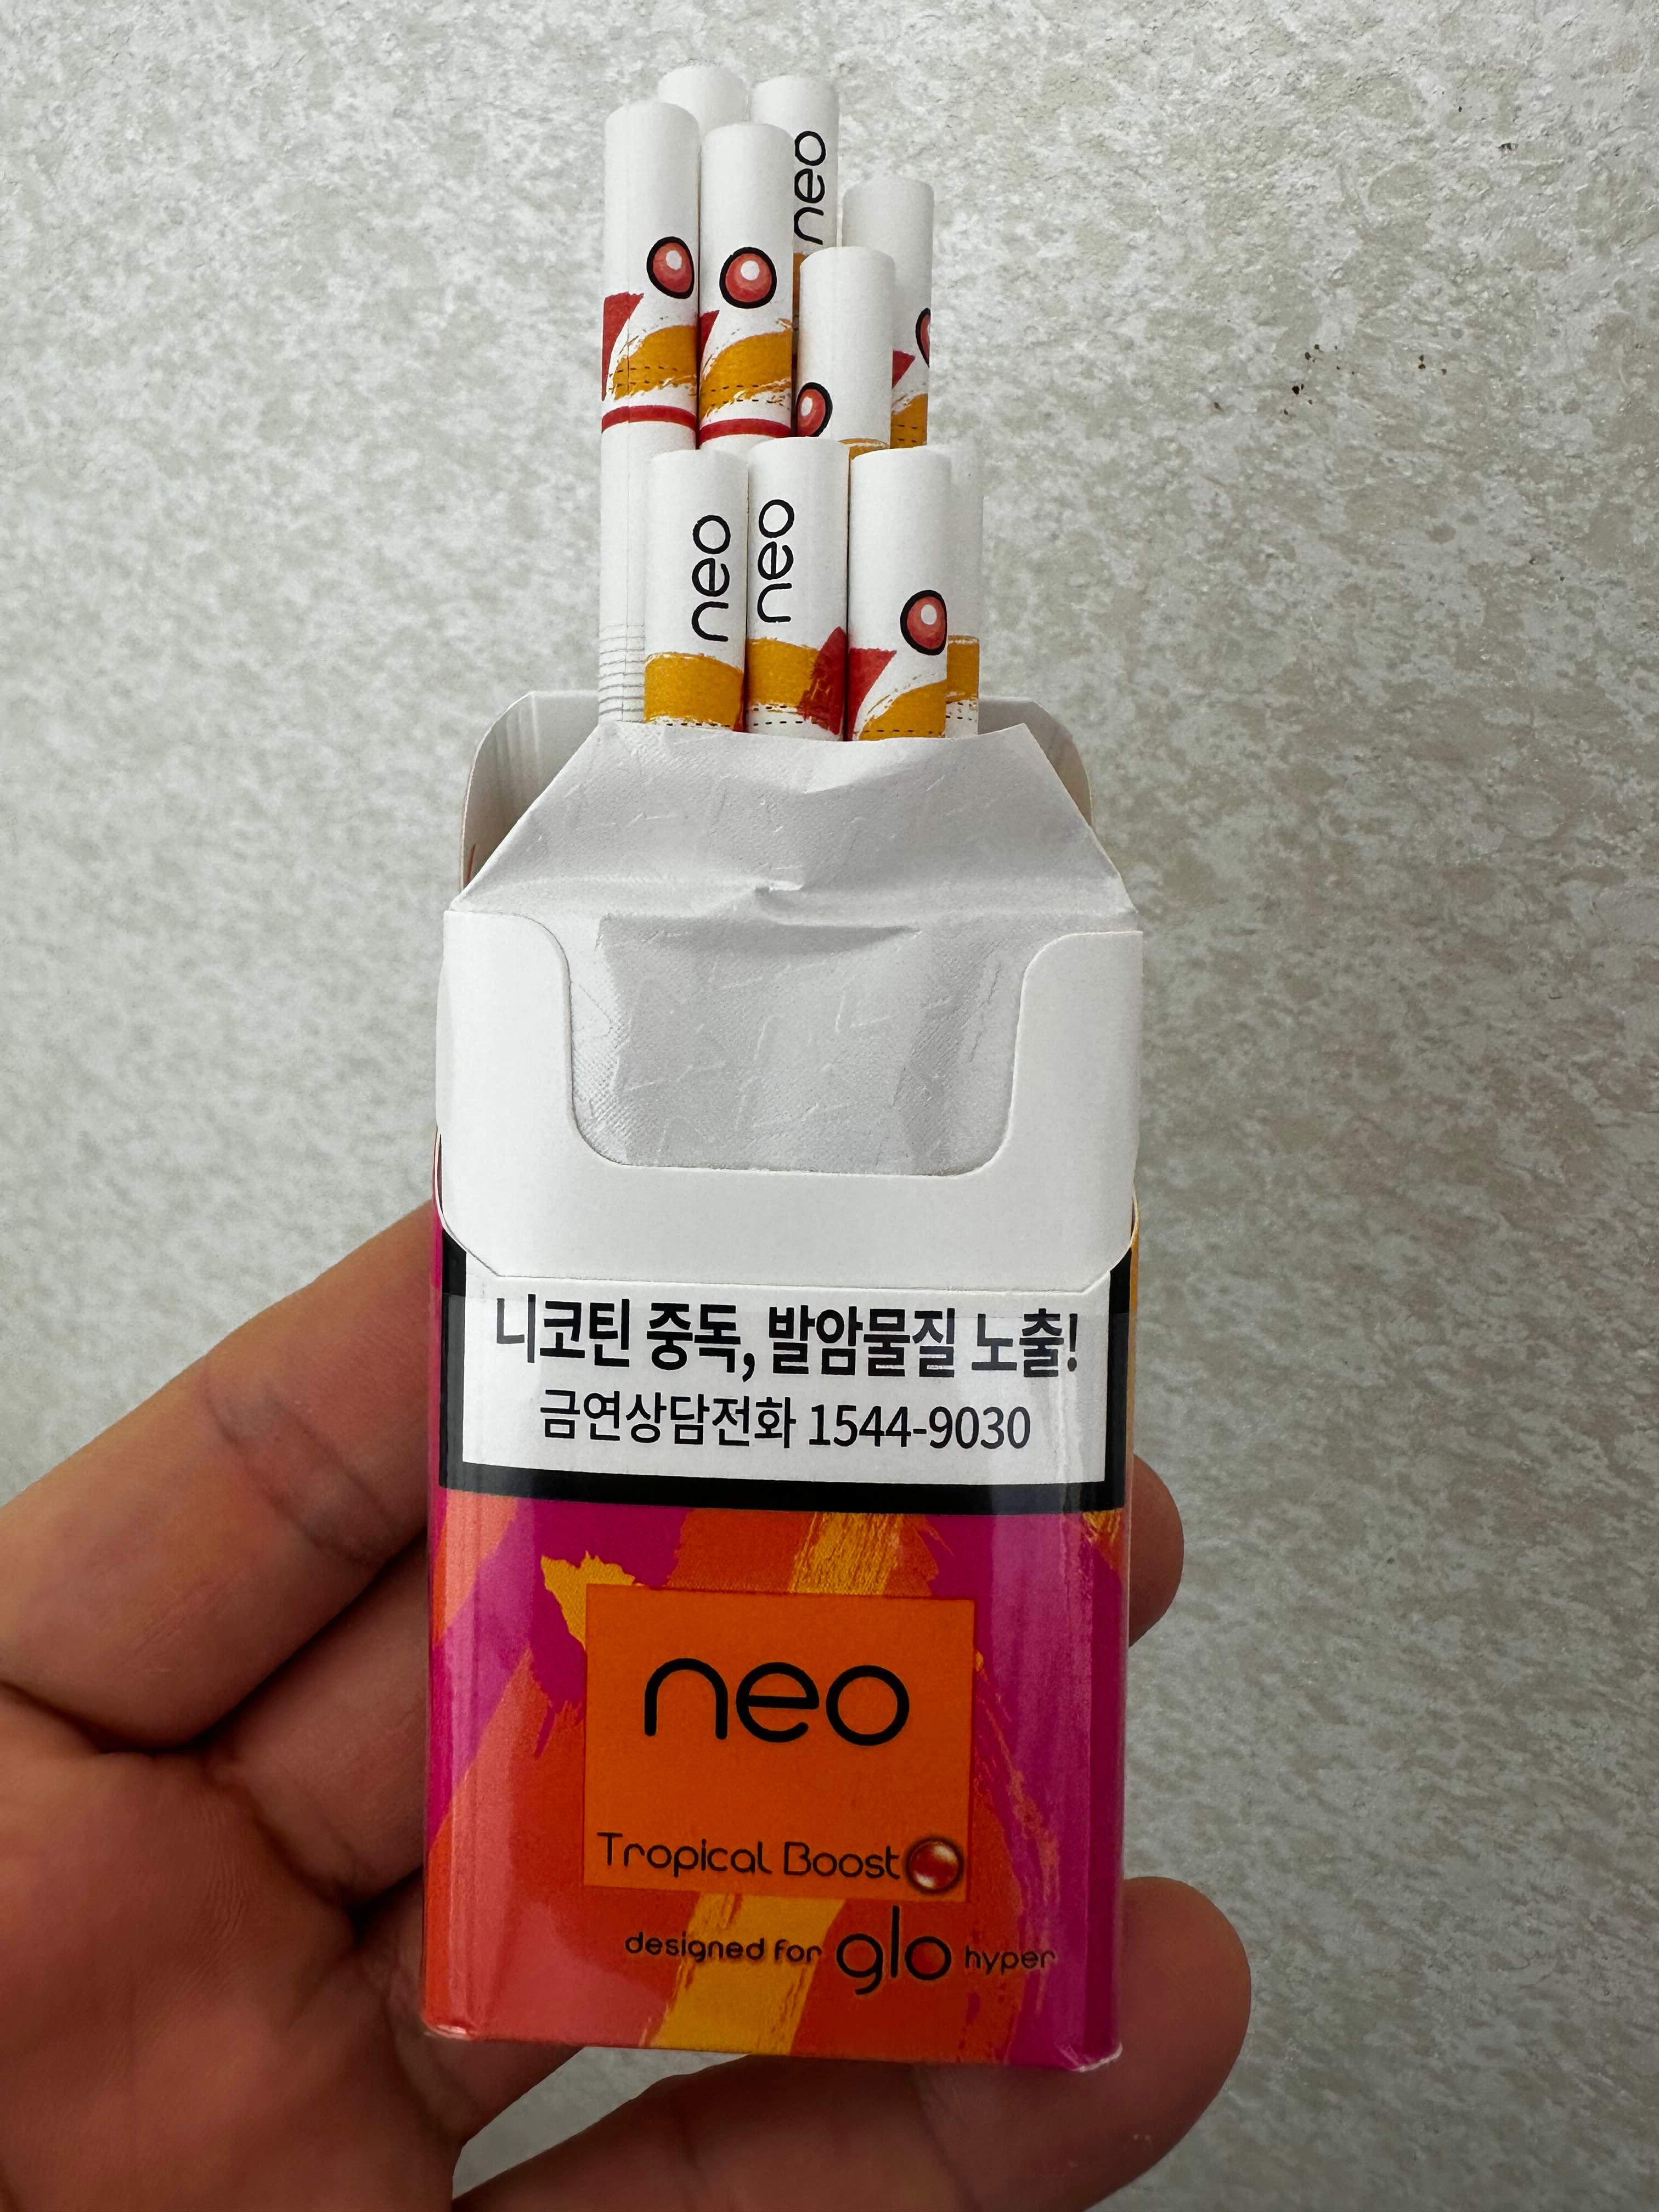 neo
neo
neo
니코틴 중독, 발암물질 노출!
금연상담전화 1544-9030
neo
Tropical Boost
designed for glo hyper